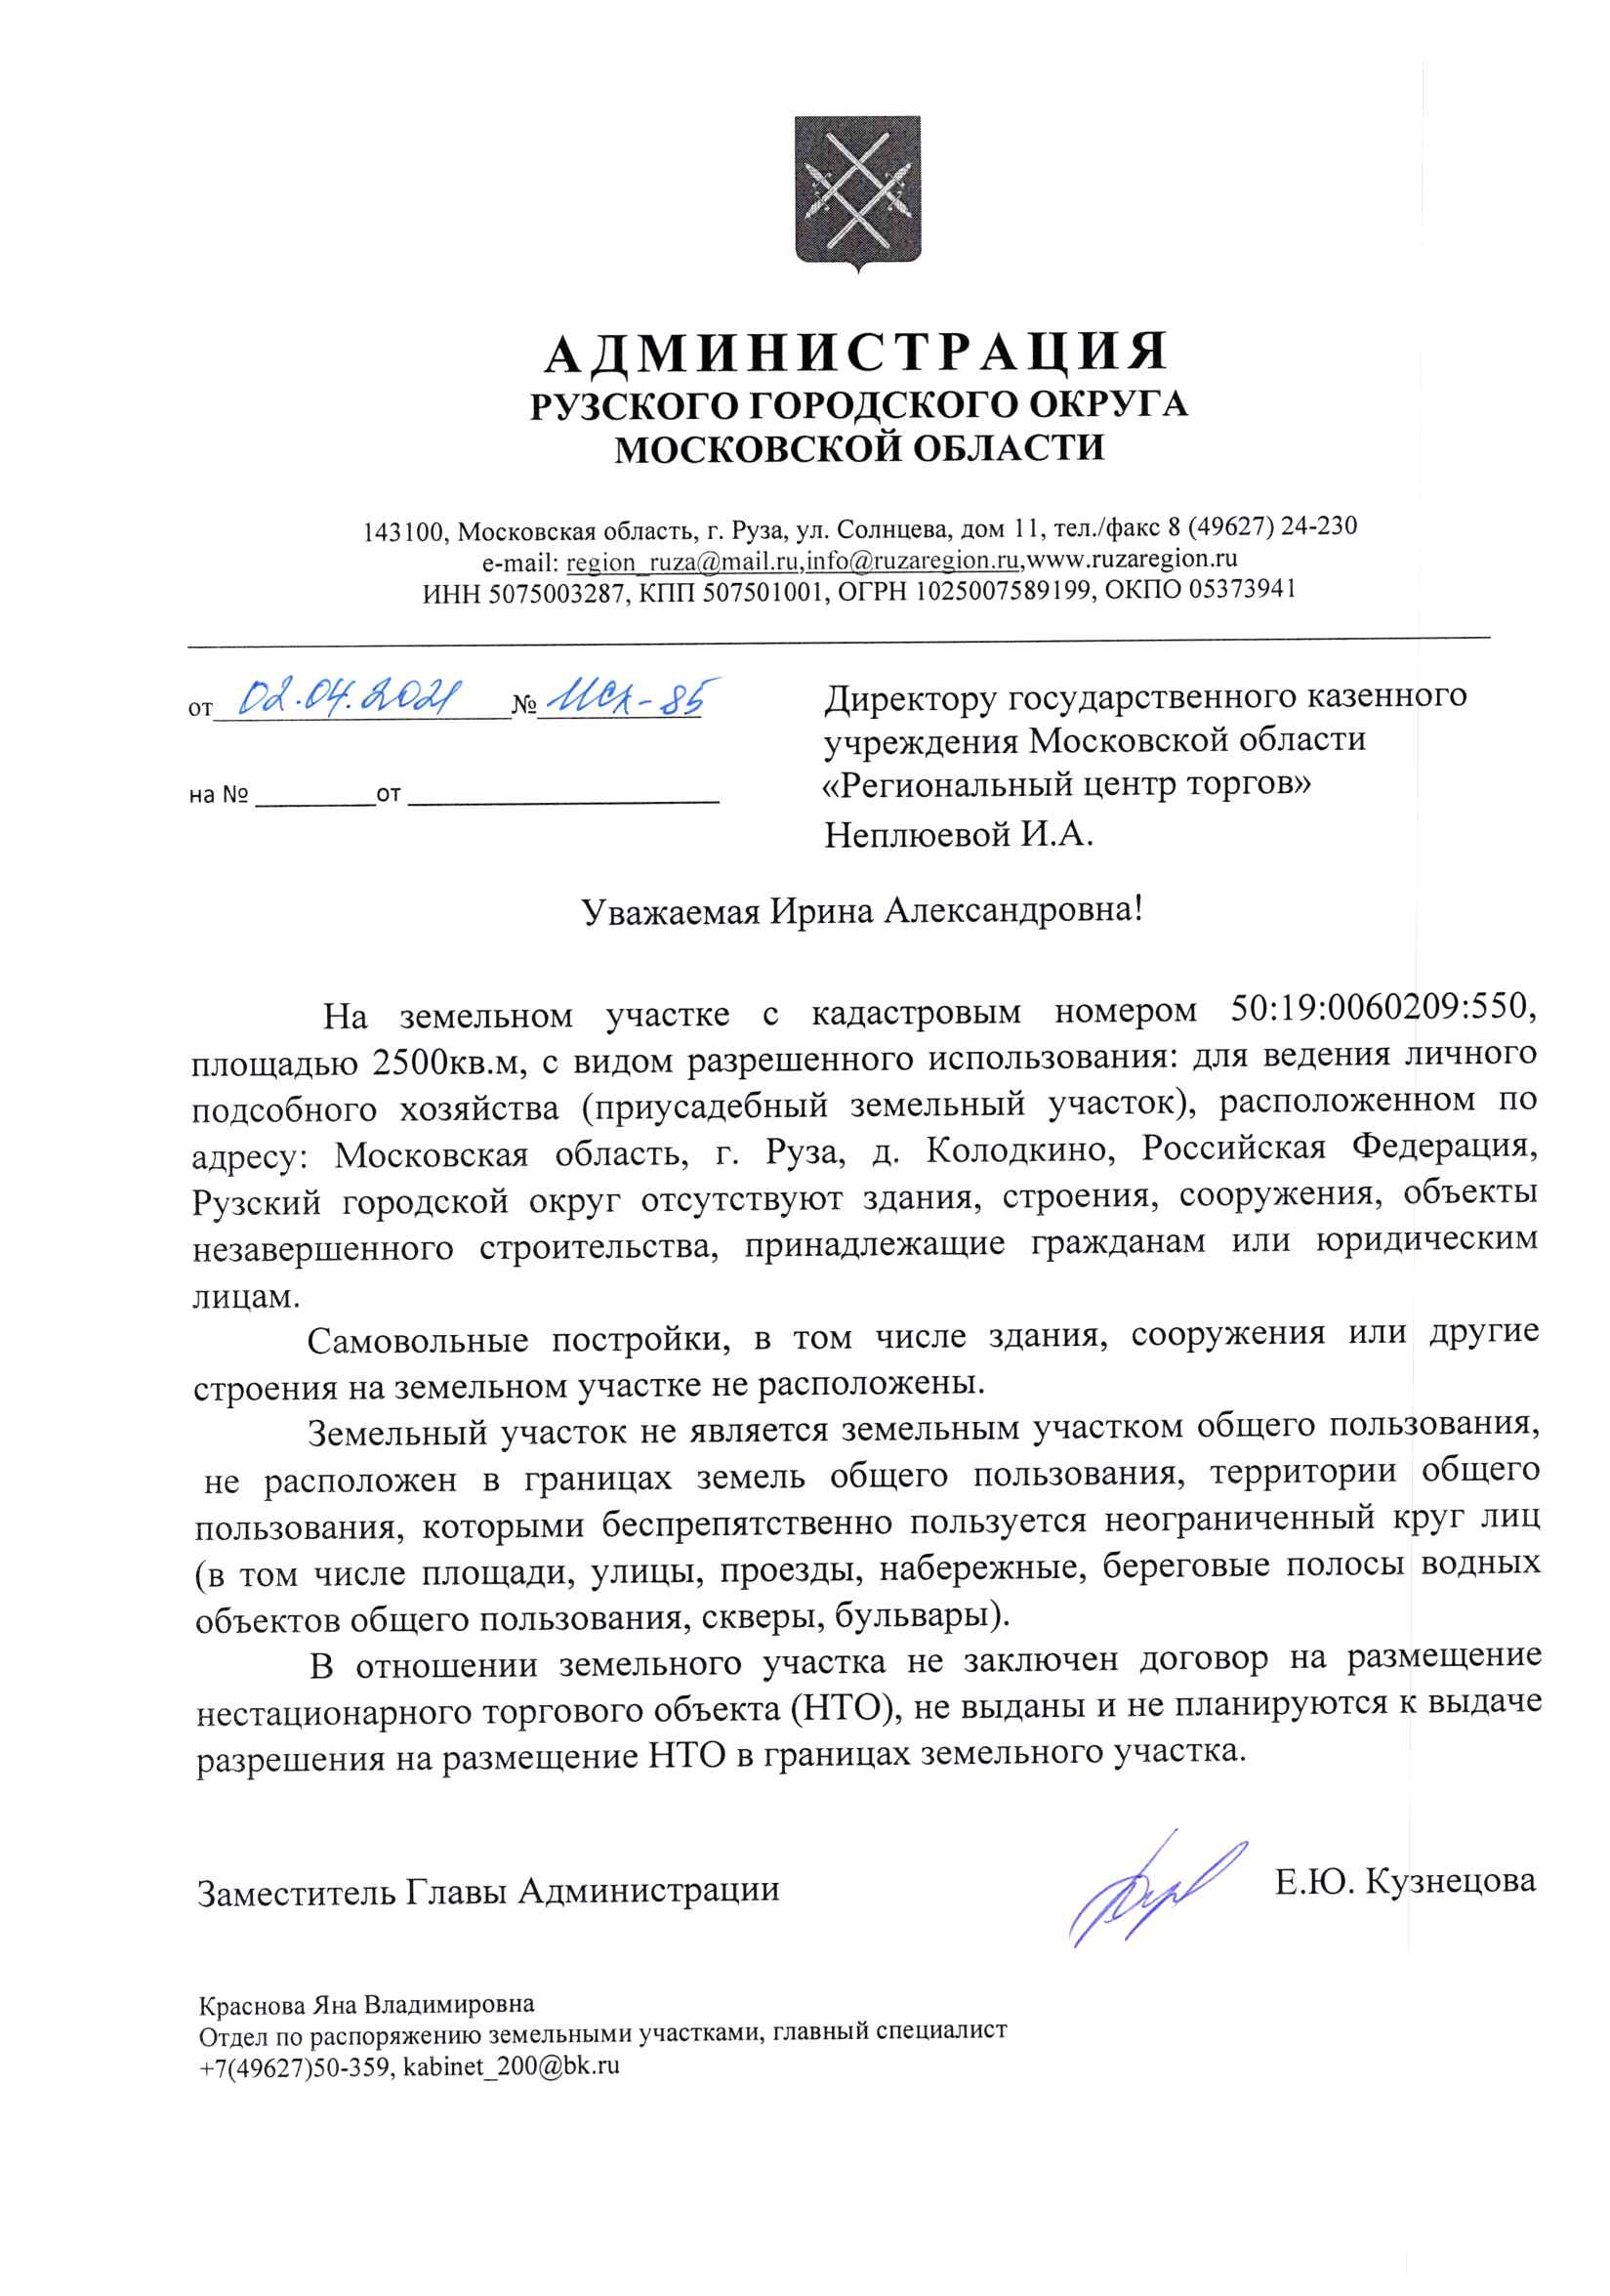 АДМИНИСТРАЦИЯ
РУЗСКОГО ГОРОДСКОГО ОКРУГА
МОСКОВСКОЙ ОБЛАСТИ
143100, Московская область, г. Руза, ул. Солнцева, дом 11, тел./факс 8 (49627) 24-230
e-mail: region_ruza@mail.ru,info@ruzaregion.ru,www.ruzaregion.ru
ИНН 5075003287, КПП 507501001, ОГРН 1025007589199, ОКПО 05373941
от 02.04.2021 № Исх-85
на № __________от
Директору государственного казенного
учреждения Московской области
«Региональный центр торгов»
Неплюевой И.А.
Уважаемая Ирина Александровна!
На земельном участке с кадастровым номером 50:19:0060209:550,
площадью 2500кв.м, с видом разрешенного использования: для ведения личного
подсобного хозяйства (приусадебный земельный участок), расположенном по
адресу: Московская область, г. Руза, д. Колодкино, Российская Федерация,
Рузский городской округ отсутствуют здания, строения, сооружения, объекты
незавершенного строительства, принадлежащие гражданам или юридическим
лицам.
Самовольные постройки, в том числе здания, сооружения или другие
строения на земельном участке не расположены.
Земельный участок не является земельным участком общего пользования,
не расположен в границах земель общего пользования, территории общего
пользования, которыми беспрепятственно пользуется неограниченный круг лиц
(в том числе площади, улицы, проезды, набережные, береговые полосы водных
объектов общего пользования, скверы, бульвары).
В отношении земельного участка не заключен договор на размещение
нестационарного торгового объекта (НТО), не выданы и не планируются к выдаче
разрешения на размещение НТО в границах земельного участка.
Заместитель Главы Администрации Е.Ю. Кузнецова
Краснова Яна Владимировна
Отдел по распоряжению земельными участками, главный специалист
+7(49627)50-359, kabinet_200@bk.ru